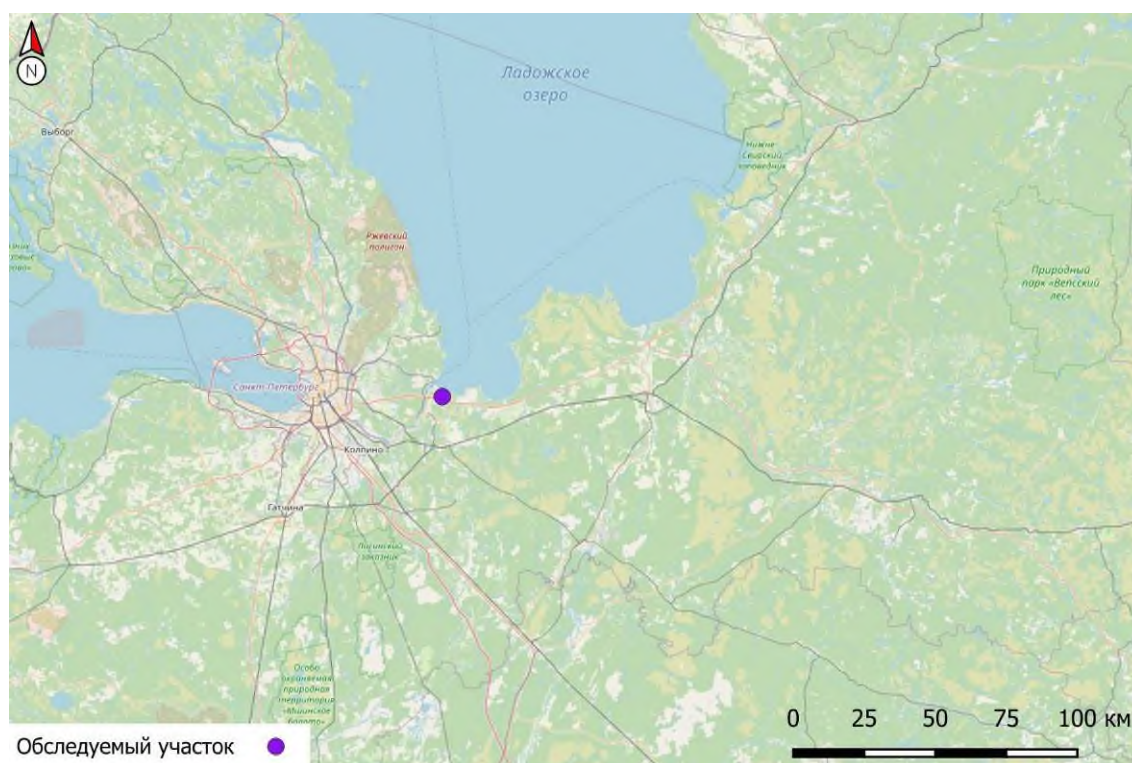 N
Ладожское
озеро
Выборг
Нижне-
Свирский
заповедник
Ржевский
полигон
Природный
парк «Вепсский
лес»
Санкт-Петербург
Колпино
Гатчина
заказник
Особо
охраняемая
природная
территория
«Мшинское
болото»
0 25 50 75 100 км
Обследуемый участок